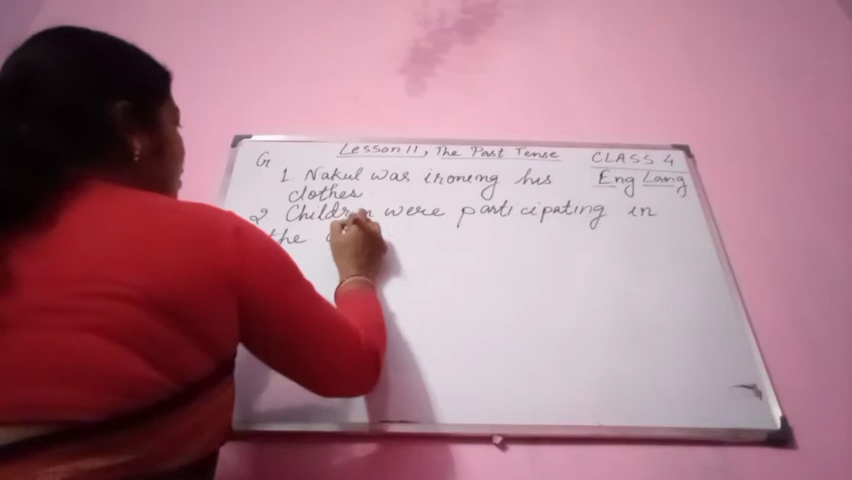 Lesson 11, The Past Tense
CLASS 4
Eng Lang
G
1 Nakul was ironing his
clothes.
2 Children were participating in
the